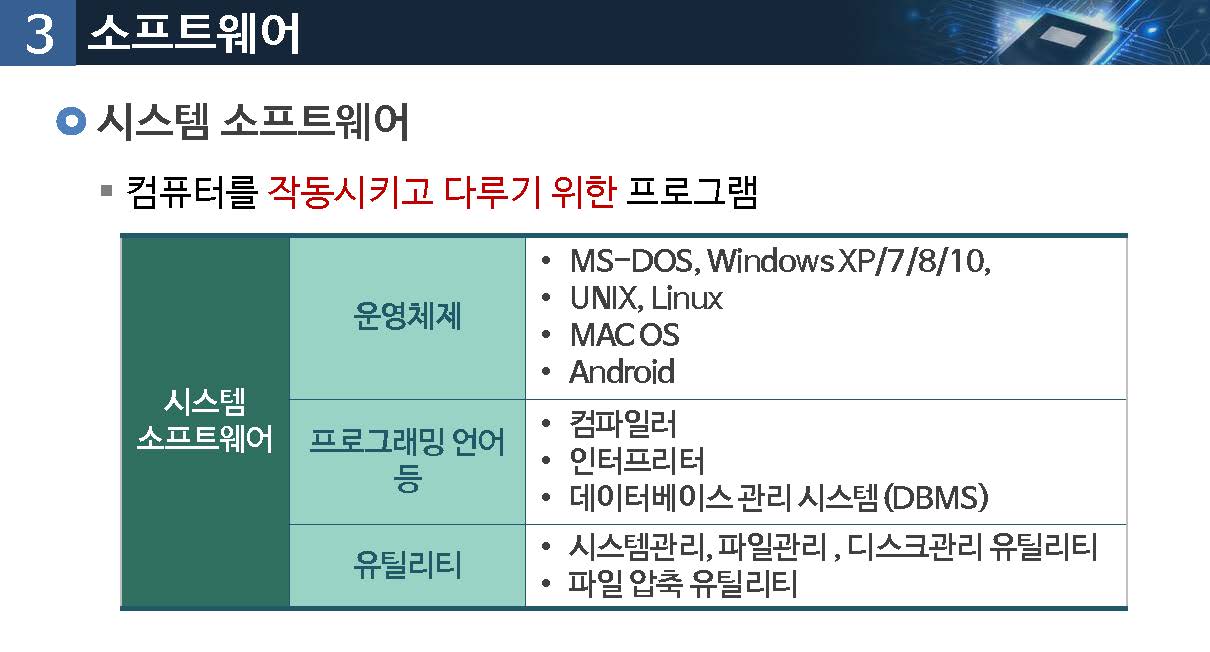 3 소프트웨어
시스템 소프트웨어
▪ 컴퓨터를 작동시키고 다루기 위한 프로그램
시스템
소프트웨어
운영체제
• MS-DOS, Windows XP/7/8/10,
• UNIX, Linux
• MAC OS
• Android
프로그래밍 언어
등
• 컴파일러
• 인터프리터
• 데이터베이스 관리 시스템(DBMS)
유틸리티
• 시스템관리, 파일관리 , 디스크관리 유틸리티
• 파일 압축 유틸리티